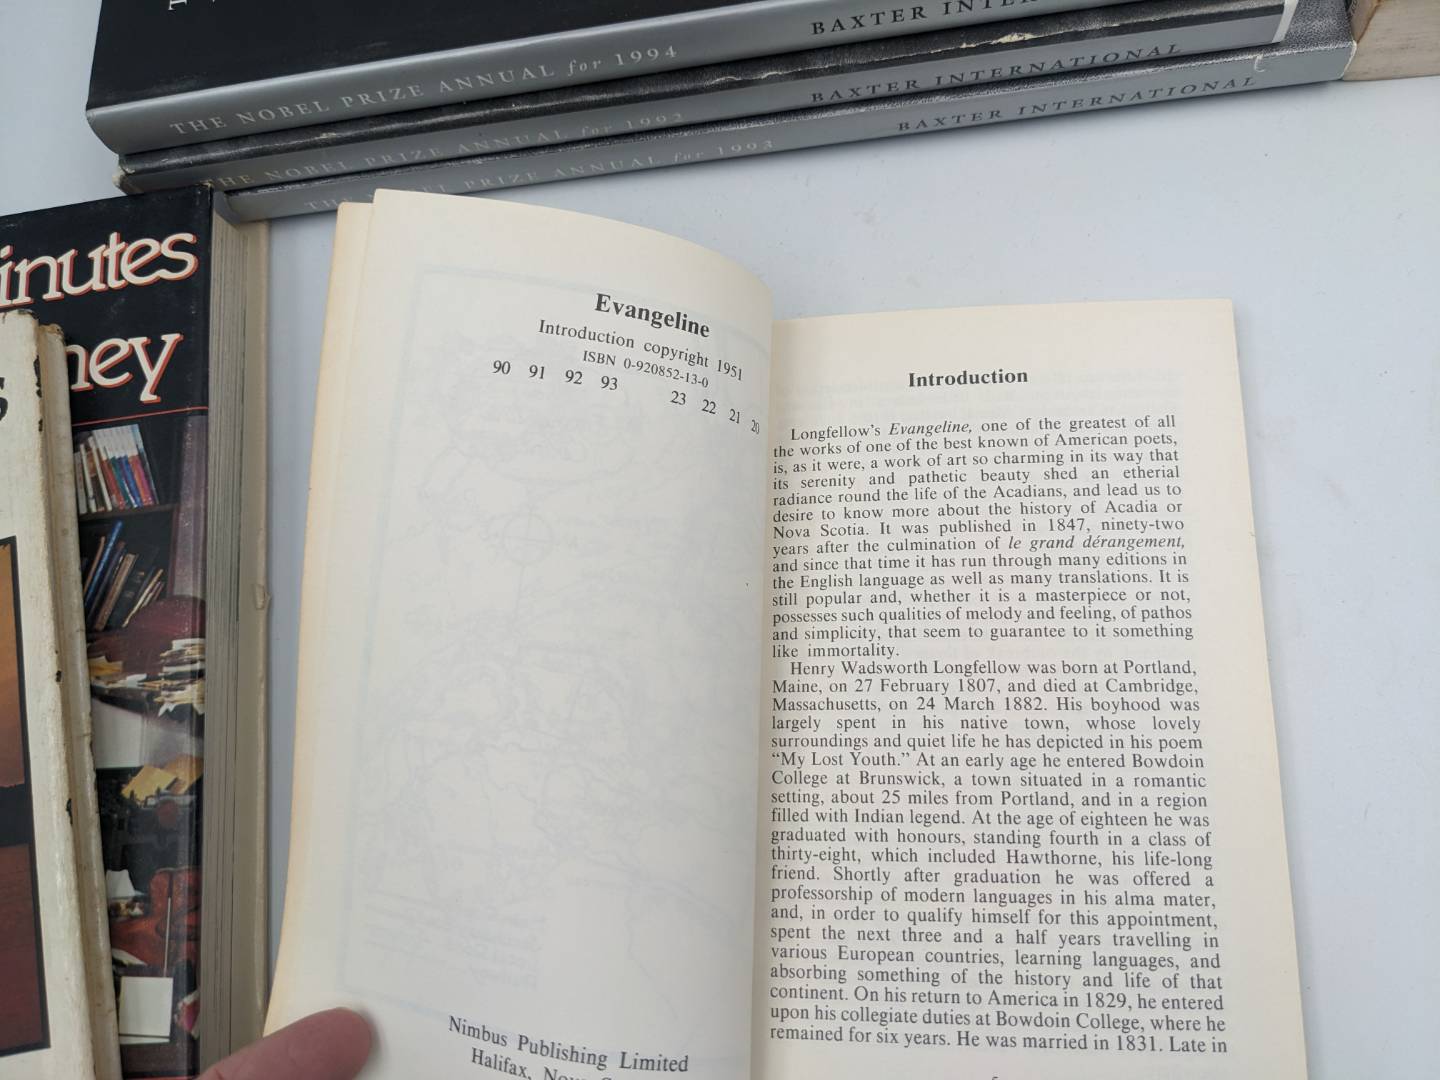 BAXTER
THE NOBEL PRIZE ANNUAL for 1994
BAXTER INTERNATIONAL
THE NOBEL PRIZE ANNUAL for 1992
BAXTER INTERNATIONAL
THE NOBEL PRIZE ANNUAL for 1993
Evangeline
Introduction copyright 1951
ISBN 0-920852-13-0
90 91 92 93 23 22 21 20
Nimbus Publishing Limited
Halifax,
Introduction
Longfellow's Evangeline, one of the greatest of all
the works of one of the best known of American poets,
is, as it were, a work of art so charming in its way that
its serenity and pathetic beauty shed an etherial
radiance round the life of the Acadians, and lead us to
desire to know more about the history of Acadia or
Nova Scotia. It was published in 1847, ninety-two
years after the culmination of le grand dérangement,
and since that time it has run through many editions in
the English language as well as many translations. It is
still popular and, whether it is a masterpiece or not,
possesses such qualities of melody and feeling, of pathos
and simplicity, that seem to guarantee to it something
like immortality.
Henry Wadsworth Longfellow was born at Portland,
Maine, on 27 February 1807, and died at Cambridge,
Massachusetts, on 24 March 1882. His boyhood was
largely spent in his native town, whose lovely
surroundings and quiet life he has depicted in his poem
“My Lost Youth.” At an early age he entered Bowdoin
College at Brunswick, a town situated in a romantic
setting, about 25 miles from Portland, and in a region
filled with Indian legend. At the age of eighteen he was
graduated with honours, standing fourth in a class of
thirty-eight, which included Hawthorne, his life-long
friend. Shortly after graduation he was offered a
professorship of modern languages in his alma mater,
and, in order to qualify himself for this appointment,
spent the next three and a half years travelling in
various European countries, learning languages, and
absorbing something of the history and life of that
continent. On his return to America in 1829, he entered
upon his collegiate duties at Bowdoin College, where he
remained for six years. He was married in 1831. Late in